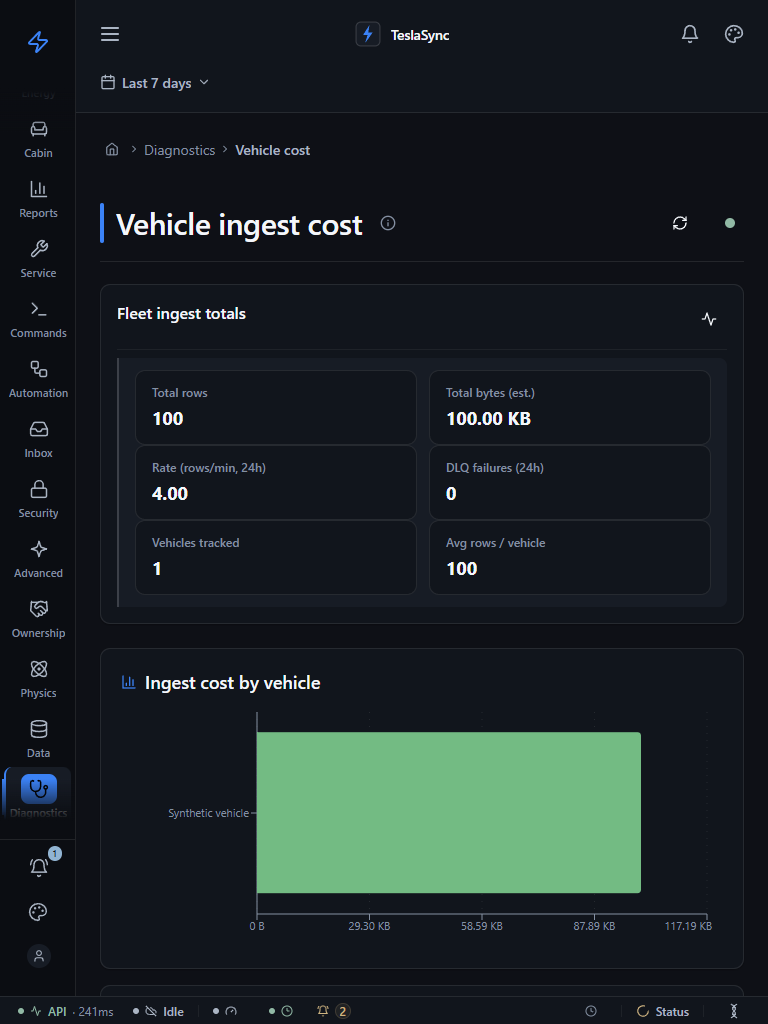 TeslaSync
Last 7 days
Energy
Cabin
Reports
Service
Commands
Automation
Inbox
Security
Advanced
Ownership
Physics
Data
Diagnostics
1
Diagnostics
Vehicle cost
Vehicle ingest cost
Fleet ingest totals
Total rows
100
Total bytes (est.)
100.00 KB
Rate (rows/min, 24h)
4.00
DLQ failures (24h)
0
Vehicles tracked
1
Avg rows / vehicle
100
Ingest cost by vehicle
Synthetic vehicle
0 B
29.30 KB
58.59 KB
87.89 KB
117.19 KB
API · 241ms
Idle
2
Status